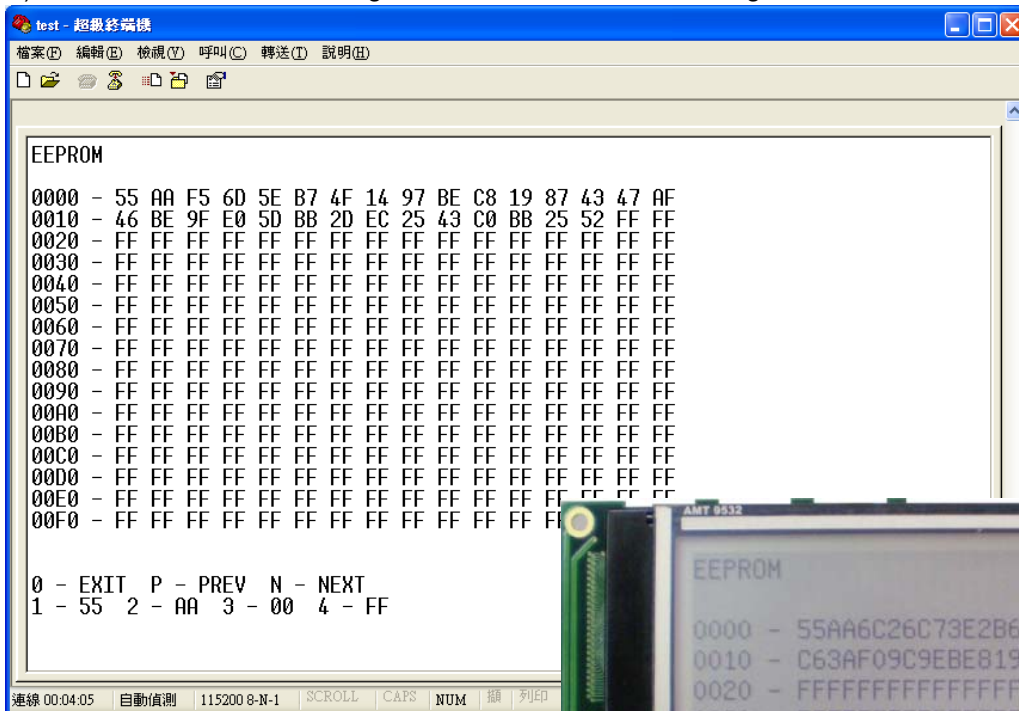 test - 超級終端機
檔案(F) 編輯(E) 檢視(V) 呼叫(C) 轉送(T) 說明(H)
EEPROM
0000 - 55 AA F5 6D 5E B7 4F 14 97 BE C8 19 87 43 47 AF
0010 - 46 BE 9F E0 5D BB 2D EC 25 43 C0 BB 25 52 FF FF
0020 - FF FF FF FF FF FF FF FF FF FF FF FF FF FF FF FF
0030 - FF FF FF FF FF FF FF FF FF FF FF FF FF FF FF FF
0040 - FF FF FF FF FF FF FF FF FF FF FF FF FF FF FF FF
0050 - FF FF FF FF FF FF FF FF FF FF FF FF FF FF FF FF
0060 - FF FF FF FF FF FF FF FF FF FF FF FF FF FF FF FF
0070 - FF FF FF FF FF FF FF FF FF FF FF FF FF FF FF FF
0080 - FF FF FF FF FF FF FF FF FF FF FF FF FF FF FF FF
0090 - FF FF FF FF FF FF FF FF FF FF FF FF FF FF FF FF
00A0 - FF FF FF FF FF FF FF FF FF FF FF FF FF FF FF FF
00B0 - FF FF FF FF FF FF FF FF FF FF FF FF FF FF FF FF
00C0 - FF FF FF FF FF FF FF FF FF FF FF FF FF FF FF FF
00D0 - FF FF FF FF FF FF FF FF FF FF FF FF FF FF FF FF
00E0 - FF FF FF FF FF FF FF FF FF FF FF FF FF FF FF FF
00F0 - FF FF FF FF FF FF FF FF FF FF FF FF
0 - EXIT P - PREV N - NEXT
1 - 55 2 - AA 3 - 00 4 - FF
AMT 9532
EEPROM
0000 - 55AA6C26C73E2B6
0010 - C63AF09C9EBE819
0020 - FFFFFFFFFFFFFFF
連線 00:04:05 自動偵測 115200 8-N-1 SCROLL CAPS NUM 擷 列印